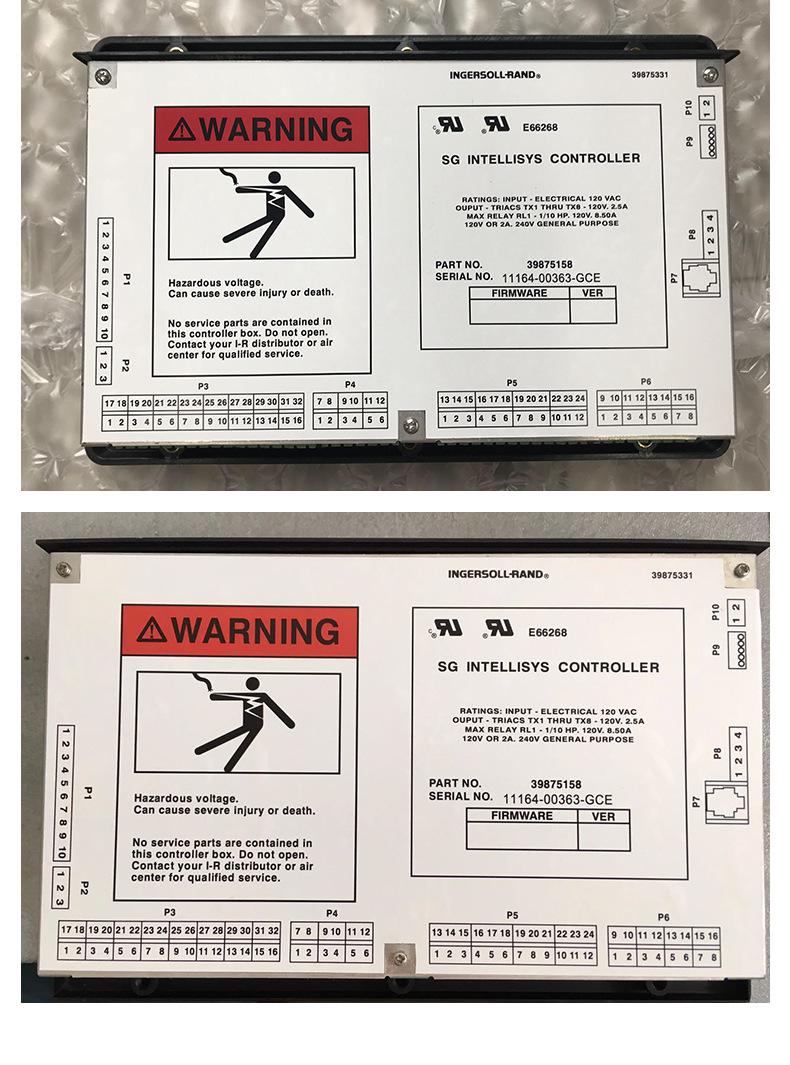 INGERSOLL-RAND®
39875331
WARNING
Hazardous voltage.
Can cause severe injury or death.
No service parts are contained in
this controller box. Do not open.
Contact your I-R distributor or air
center for qualified service.
E66268
SG INTELLISYS CONTROLLER
RATINGS: INPUT - ELECTRICAL 120 VAC
OUPUT - TRIACS TX1 THRU TX8 - 120V. 2.5A
MAX RELAY RL1 - 1/10 HP. 120V. 8.50A
120V OR 2A. 240V GENERAL PURPOSE
PART NO. 39875158
SERIAL NO. 11164-00363-GCE
FIRMWARE VER
P10
1 2
P9
P8
1 2 3 4
P7
P1
1 2 3 4 5 6 7 8 9 10
P2
1 2 3
P3
17 18 19 20 21 22 23 24 25 26 27 28 29 30 31 32
1 2 3 4 5 6 7 8 9 10 11 12 13 14 15 16
P4
7 8 9 10 11 12
1 2 3 4 5 6
P5
13 14 15 16 17 18 19 20 21 22 23 24
1 2 3 4 5 6 7 8 9 10 11 12
P6
9 10 11 12 13 14 15 16
1 2 3 4 5 6 7 8
INGERSOLL-RAND®
39875331
WARNING
Hazardous voltage.
Can cause severe injury or death.
No service parts are contained in
this controller box. Do not open.
Contact your I-R distributor or air
center for qualified service.
E66268
SG INTELLISYS CONTROLLER
RATINGS: INPUT - ELECTRICAL 120 VAC
OUPUT - TRIACS TX1 THRU TX8 - 120V. 2.5A
MAX RELAY RL1 - 1/10 HP. 120V. 8.50A
120V OR 2A. 240V GENERAL PURPOSE
PART NO. 39875158
SERIAL NO. 11164-00363-GCE
FIRMWARE VER
P10
1 2
P9
P8
1 2 3 4
P7
P1
1 2 3 4 5 6 7 8 9 10
P2
1 2 3
P3
17 18 19 20 21 22 23 24 25 26 27 28 29 30 31 32
1 2 3 4 5 6 7 8 9 10 11 12 13 14 15 16
P4
7 8 9 10 11 12
1 2 3 4 5 6
P5
13 14 15 16 17 18 19 20 21 22 23 24
1 2 3 4 5 6 7 8 9 10 11 12
P6
9 10 11 12 13 14 15 16
1 2 3 4 5 6 7 8